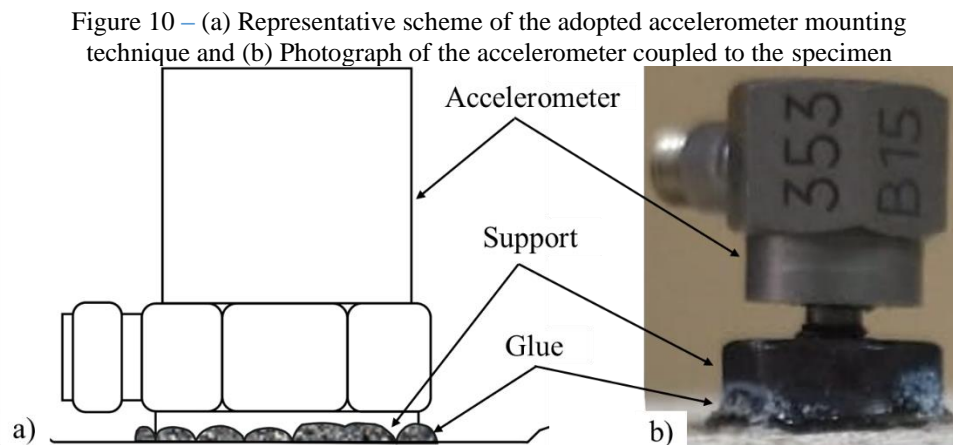 Figure 10 – (a) Representative scheme of the adopted accelerometer mounting
technique and (b) Photograph of the accelerometer coupled to the specimen
Accelerometer
353
B15
Support
Glue
a)
b)